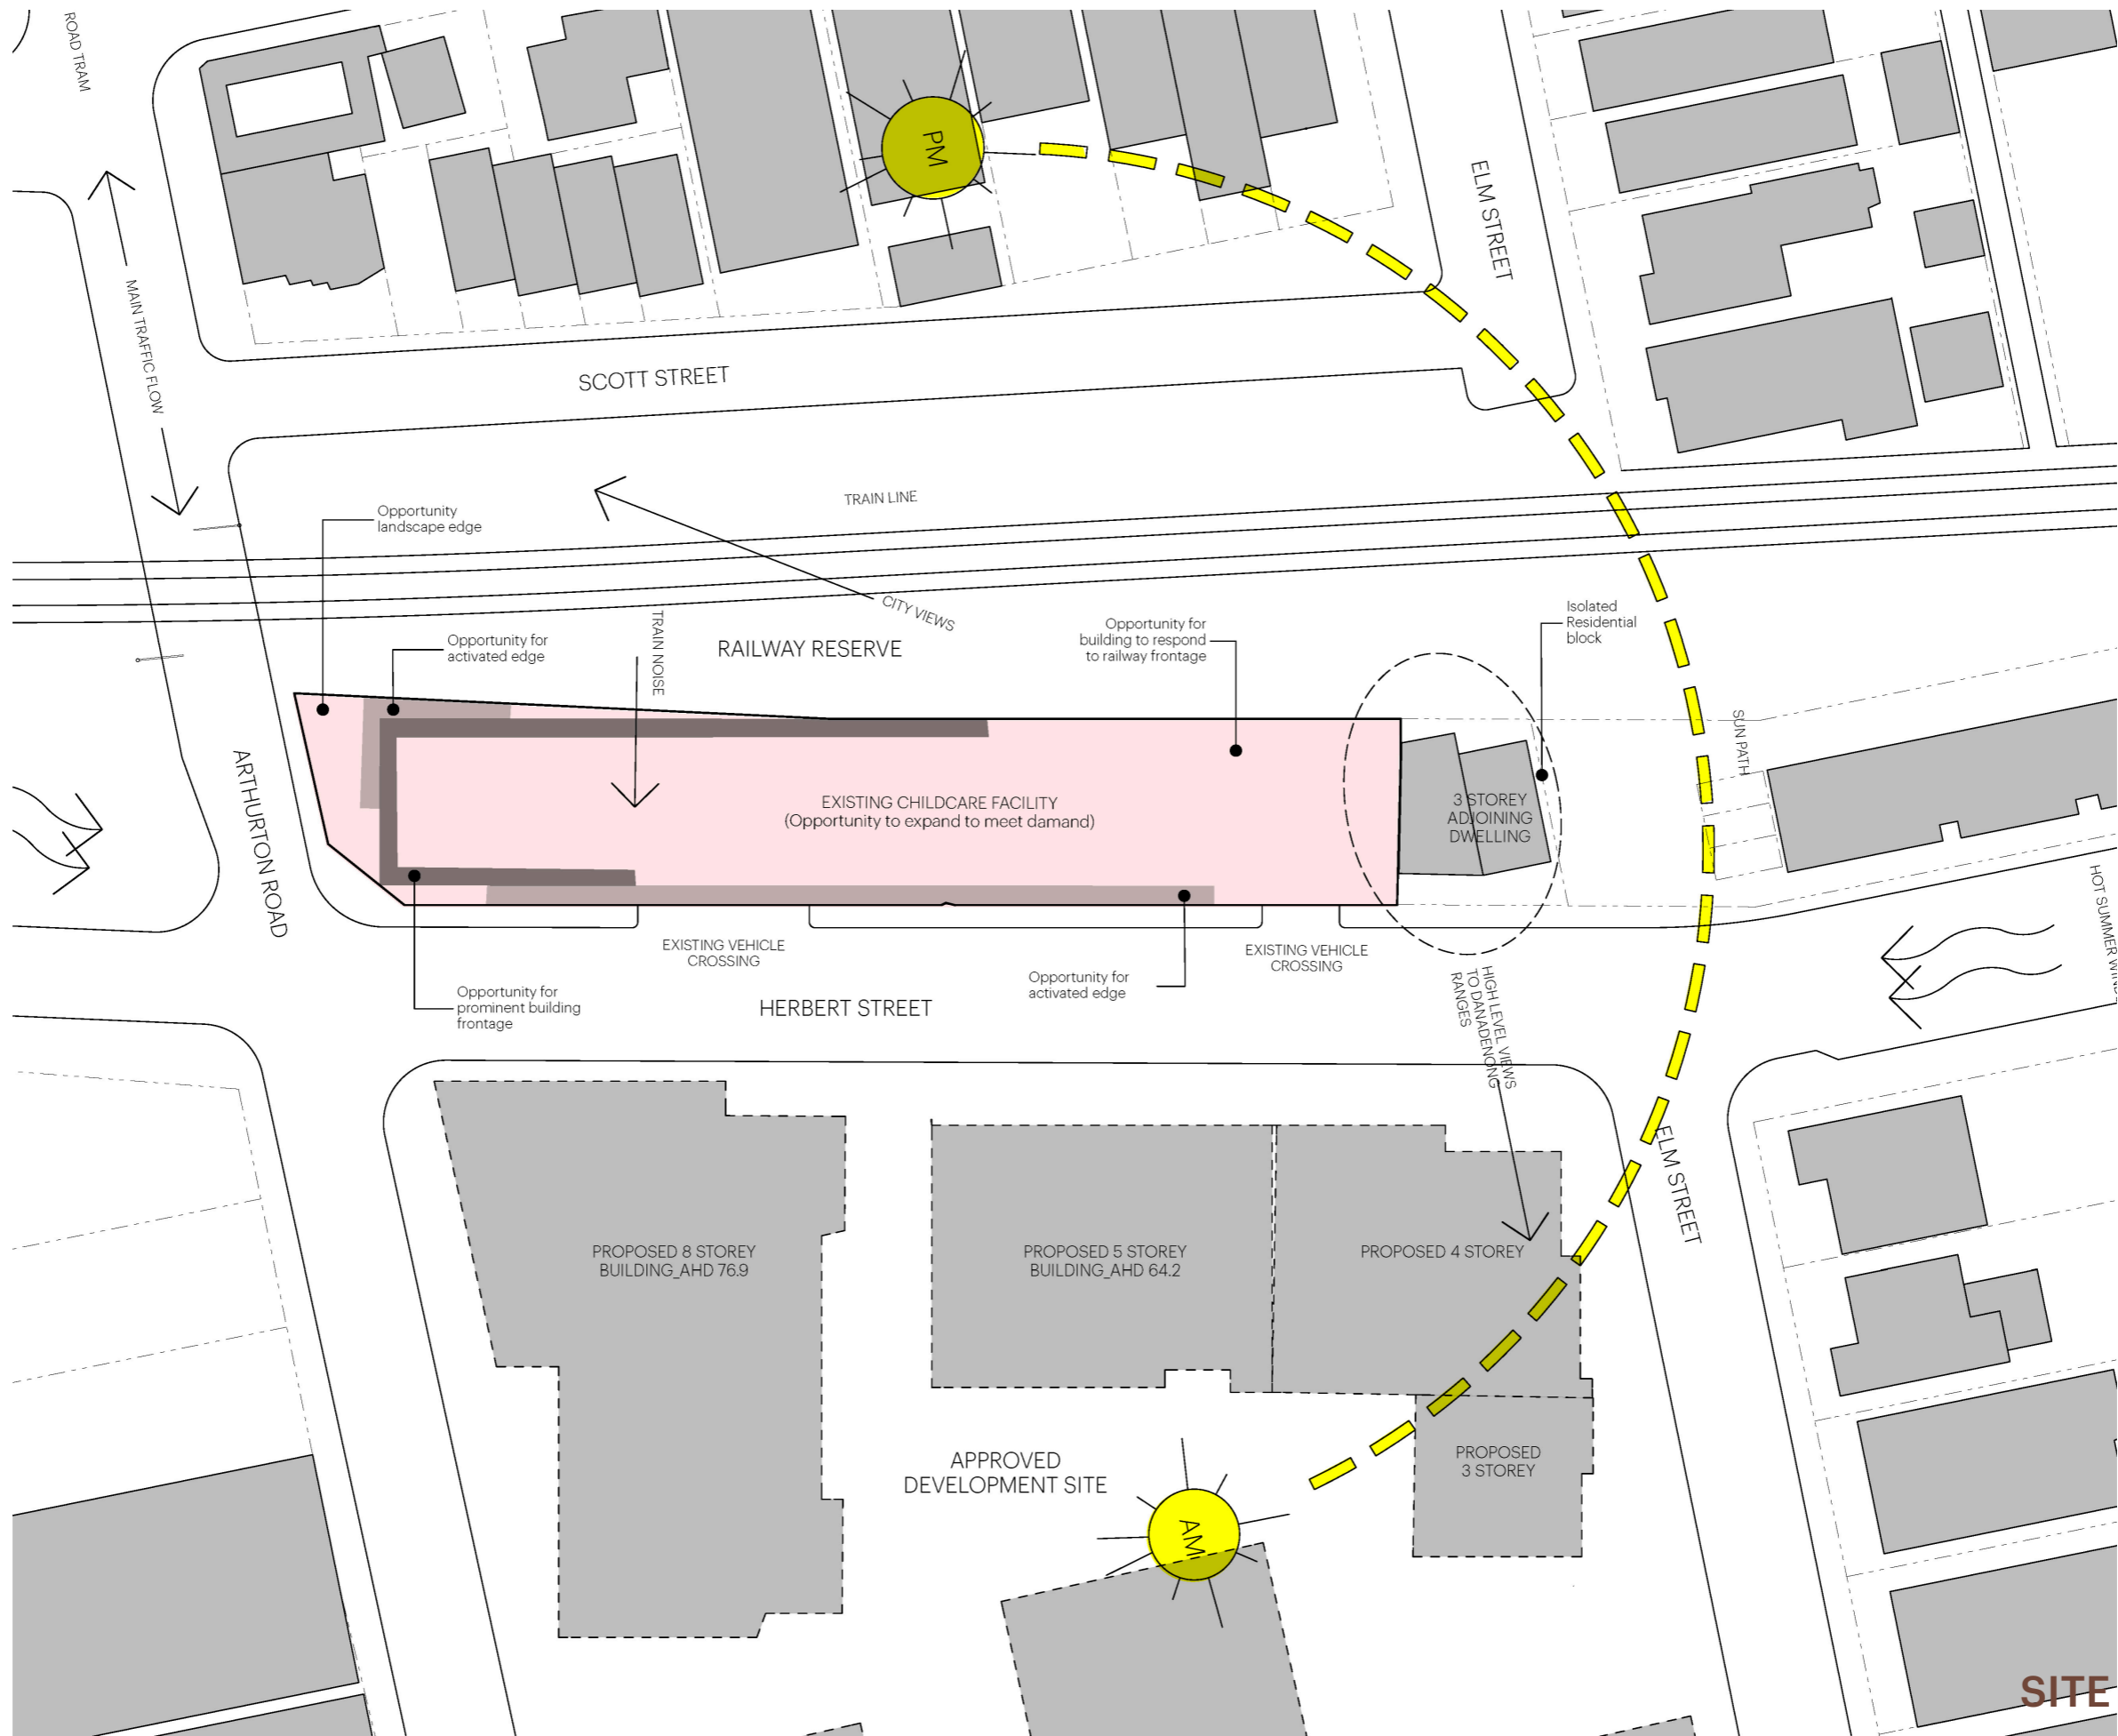 ROAD TRAM
PM
ELM STREET
MAIN TRAFFIC FLOW
SCOTT STREET
TRAIN LINE
Opportunity
landscape edge
CITY VIEWS
Opportunity for
activated edge
TRAIN NOISE
RAILWAY RESERVE
Opportunity for
building to respond
to railway frontage
Isolated
Residential
block
SUN PATH
ARTHURTON ROAD
EXISTING CHILDCARE FACILITY
(Opportunity to expand to meet damand)
3 STOREY
ADJOINING
DWELLING
EXISTING VEHICLE
CROSSING
EXISTING VEHICLE
CROSSING
Opportunity for
prominent building
frontage
Opportunity for
activated edge
HERBERT STREET
HIGH LEVEL VIEWS
TO DANADENONG
RANGES
HOT SUMMER WIND
ELM STREET
PROPOSED 8 STOREY
BUILDING_AHD 76.9
PROPOSED 5 STOREY
BUILDING_AHD 64.2
PROPOSED 4 STOREY
APPROVED
DEVELOPMENT SITE
PROPOSED
3 STOREY
AM
SITE